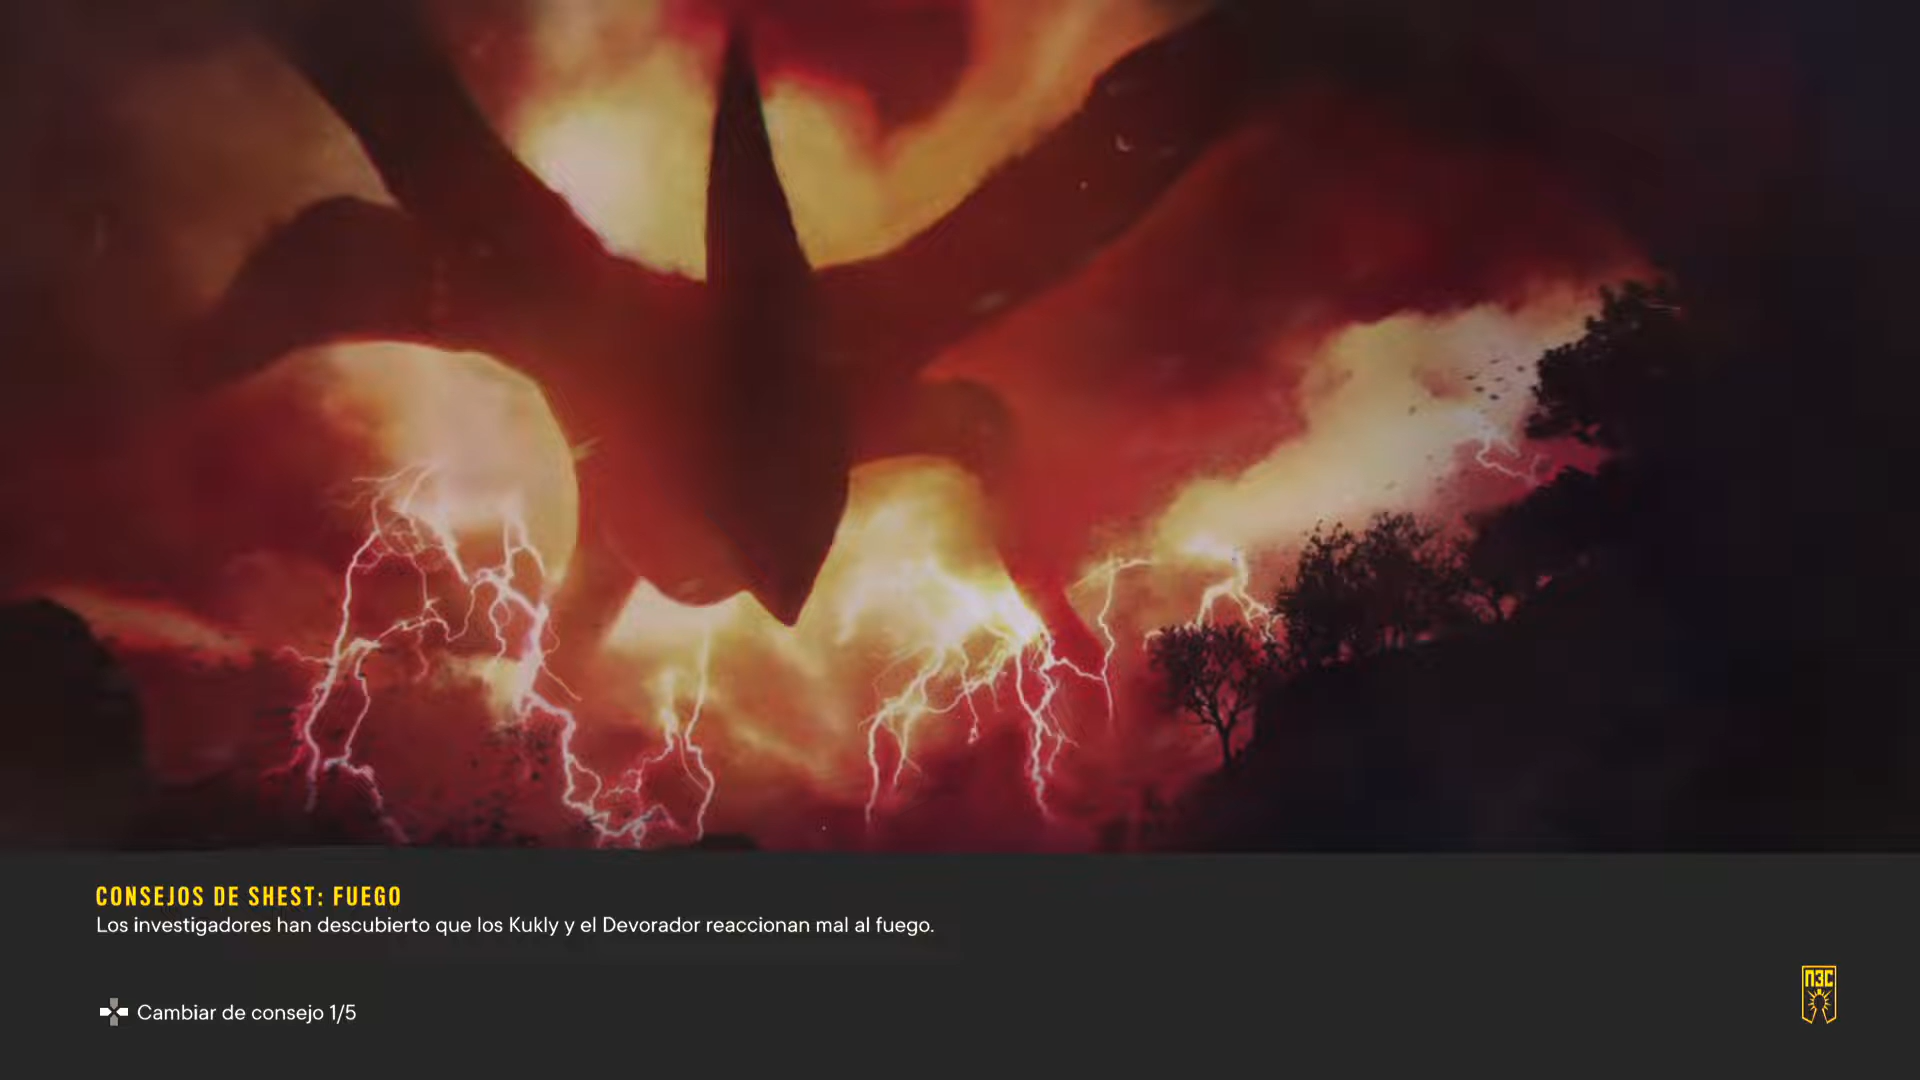 CONSEJOS DE SHEST: FUEGO
Los investigadores han descubierto que los Kukly y el Devorador reaccionan mal al fuego.
Cambiar de consejo 1/5
ПЗС